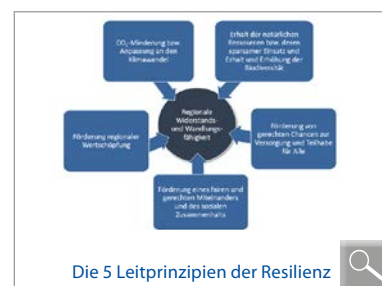 CO₂-Minderung bzw.
Anpassung an den
Klimawandel
Erhalt der natürlichen
Ressourcen bzw. deren
sparsamer Einsatz und
Erhalt und Erhöhung der
Biodiversität
Regionale
Widerstands-
und Wandlungs-
fähigkeit
Förderung regionaler
Wertschöpfung
Förderung von
gerechten Chancen zur
Versorgung und Teilhabe
für Alle
Förderung eines fairen und
gerechten Miteinanders
und des sozialen
Zusammenhalts
Die 5 Leitprinzipien der Resilienz